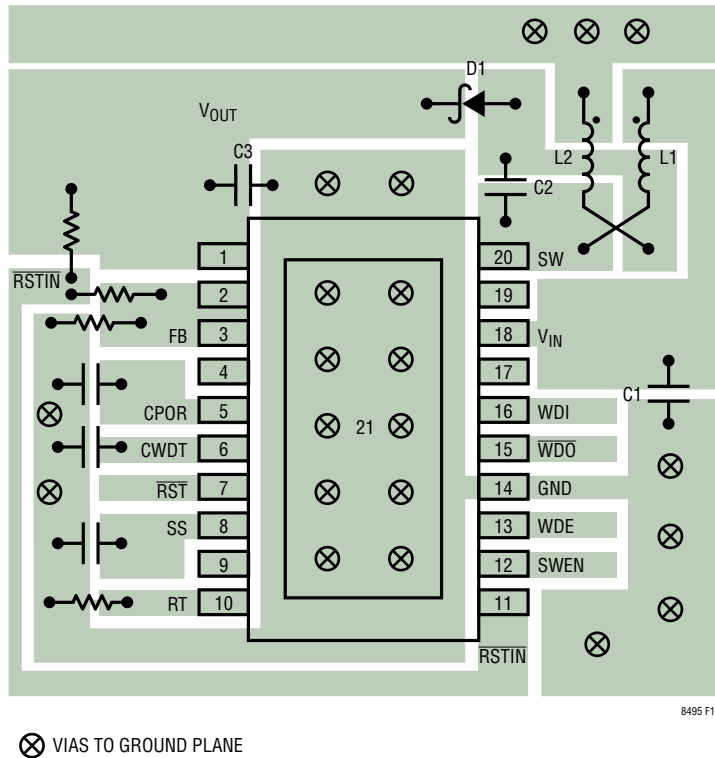 D1
VOUT
C3
L2
L1
C2
1
20
SW
RSTIN
2
19
FB
3
18
VIN
4
17
C1
CPOR
5
16
WDI
21
CWDT
6
15
WDO
RST
7
14
GND
SS
8
13
WDE
9
12
SWEN
RT
10
11
RSTIN
8495 F1
VIAS TO GROUND PLANE